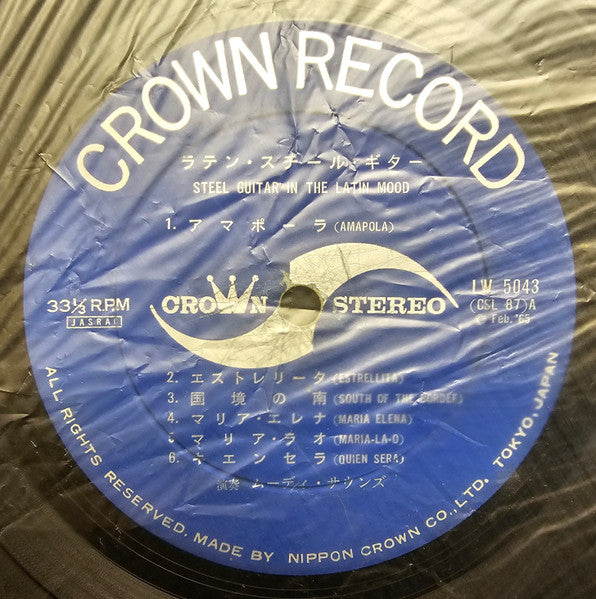 CROWN RECORD
ラテン・スチール・ギター
STEEL GUITAR IN THE LATIN MOOD
1. アマポーラ (AMAPOLA)
33⅓ R.P.M
JASRAC
CROWN STEREO
LW 5043
(CSL 87)A
℗ Feb. '65
2. エストレリータ (ESTRELLITA)
3. 国境の南 (SOUTH OF THE BORDER)
4. マリア・エレナ (MARIA ELENA)
5. マリア・ラオ (MARIA-LA-O)
6. キエンセラ (QUIEN SERA)
演奏 ムーディ・サウンズ
ALL RIGHTS RESERVED. MADE BY NIPPON CROWN CO.,LTD. TOKYO, JAPAN